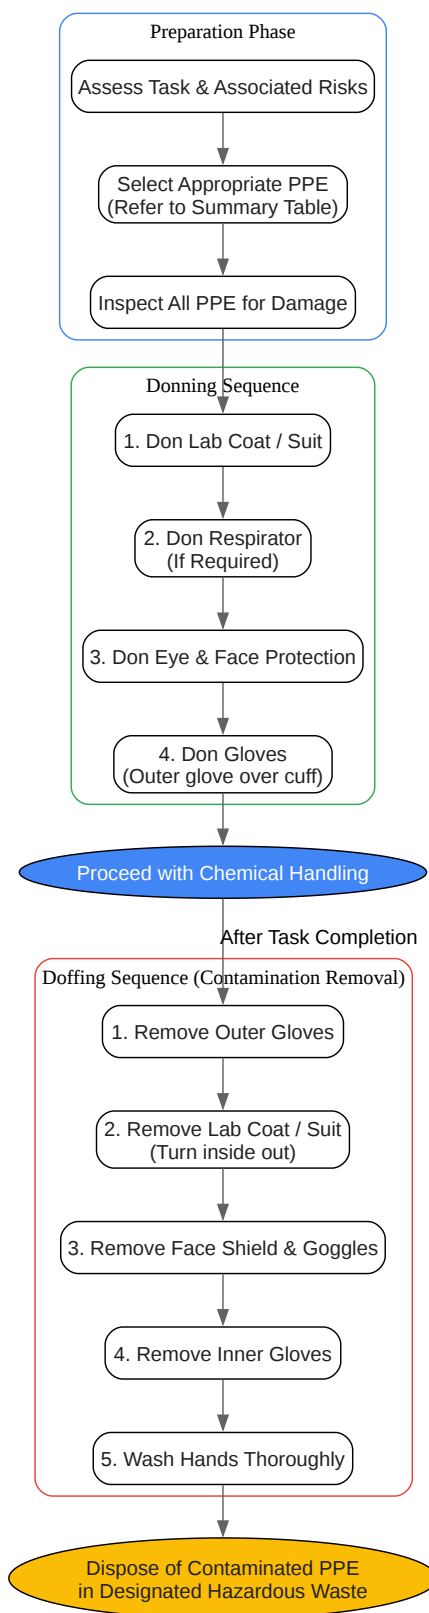 Preparation Phase
Assess Task & Associated Risks
Select Appropriate PPE
(Refer to Summary Table)
Inspect All PPE for Damage
Donning Sequence
1. Don Lab Coat / Suit
2. Don Respirator
(If Required)
3. Don Eye & Face Protection
4. Don Gloves
(Outer glove over cuff)
Proceed with Chemical Handling
After Task Completion
Doffing Sequence (Contamination Removal)
1. Remove Outer Gloves
2. Remove Lab Coat / Suit
(Turn inside out)
3. Remove Face Shield & Goggles
4. Remove Inner Gloves
5. Wash Hands Thoroughly
Dispose of Contaminated PPE
in Designated Hazardous Waste